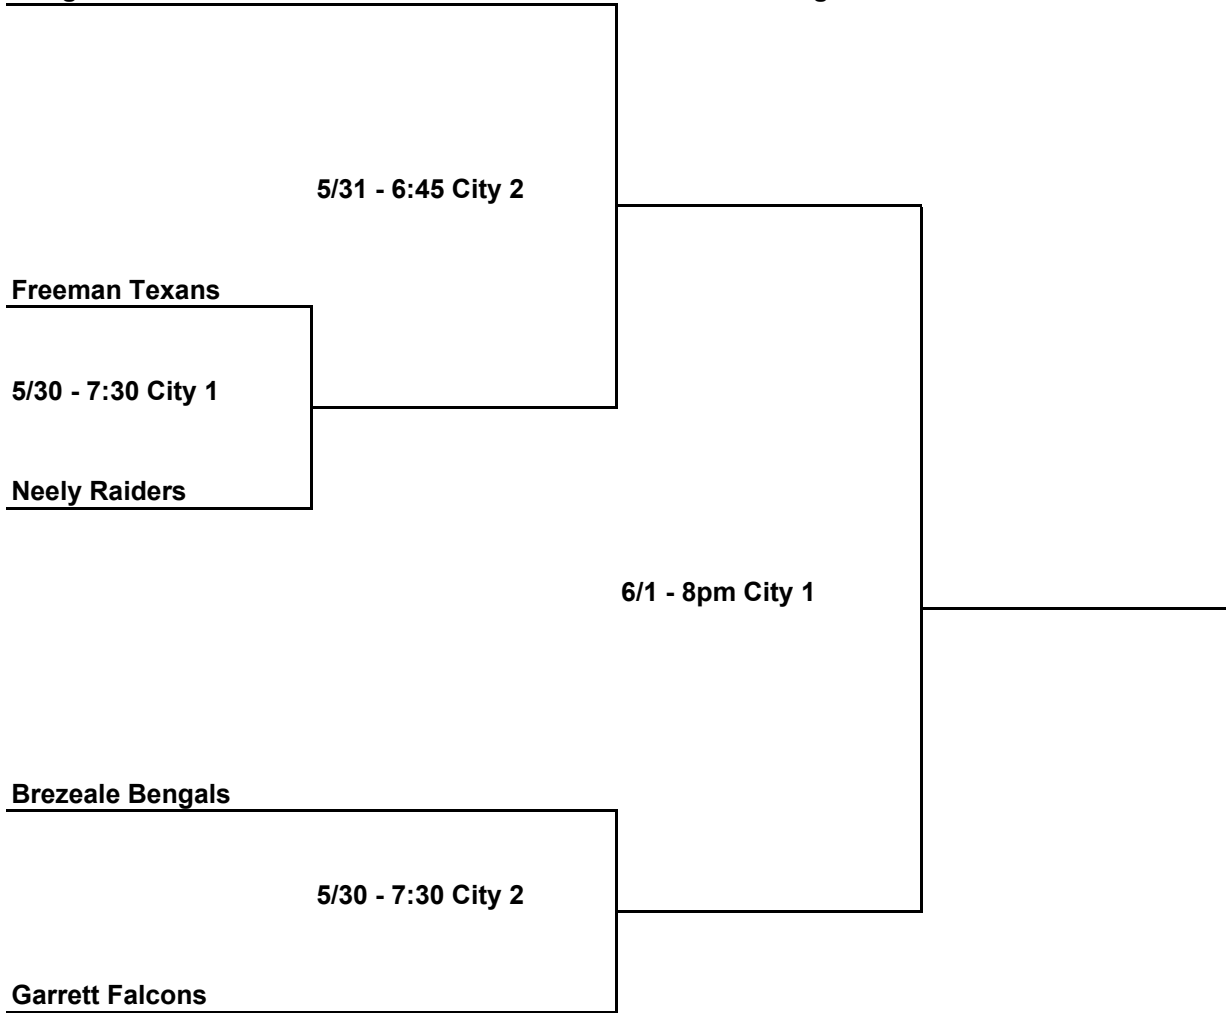 5/31 - 6:45 City 2
Freeman Texans
5/30 - 7:30 City 1
Neely Raiders
6/1 - 8pm City 1
Brezeale Bengals
5/30 - 7:30 City 2
Garrett Falcons